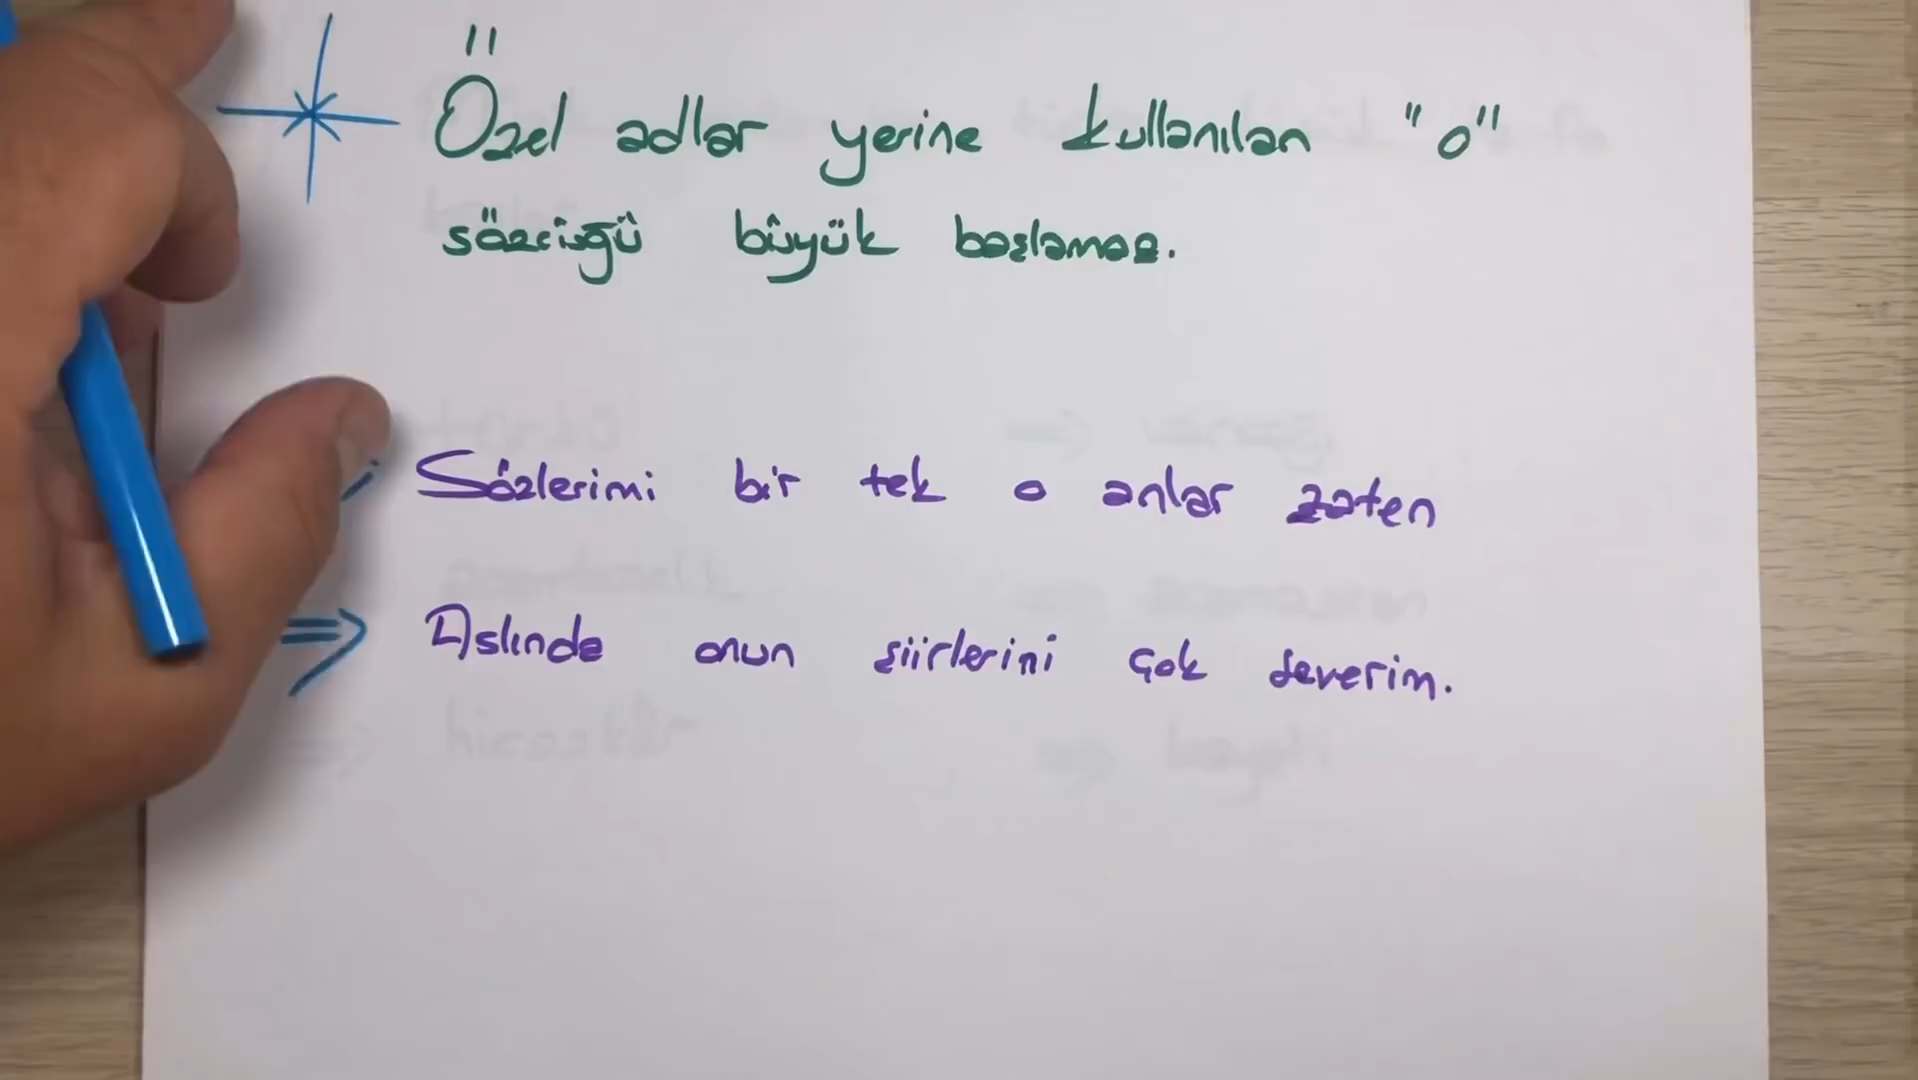 Özel adlar yerine kullanılan "o"
sözcüğü büyük başlamaz.
Sözlerimi bir tek o anlar zaten
Aslında onun şiirlerini çok severim.